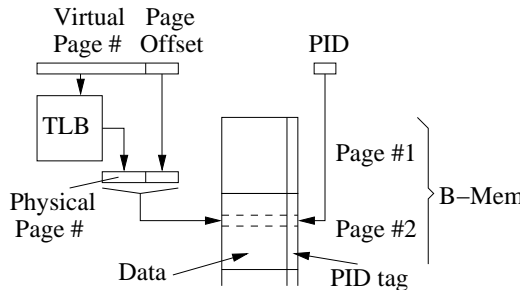 Virtual
Page #
Page
Offset
PID
TLB
Page #1
Physical
Page #
Page #2
B−Mem
Data
PID tag